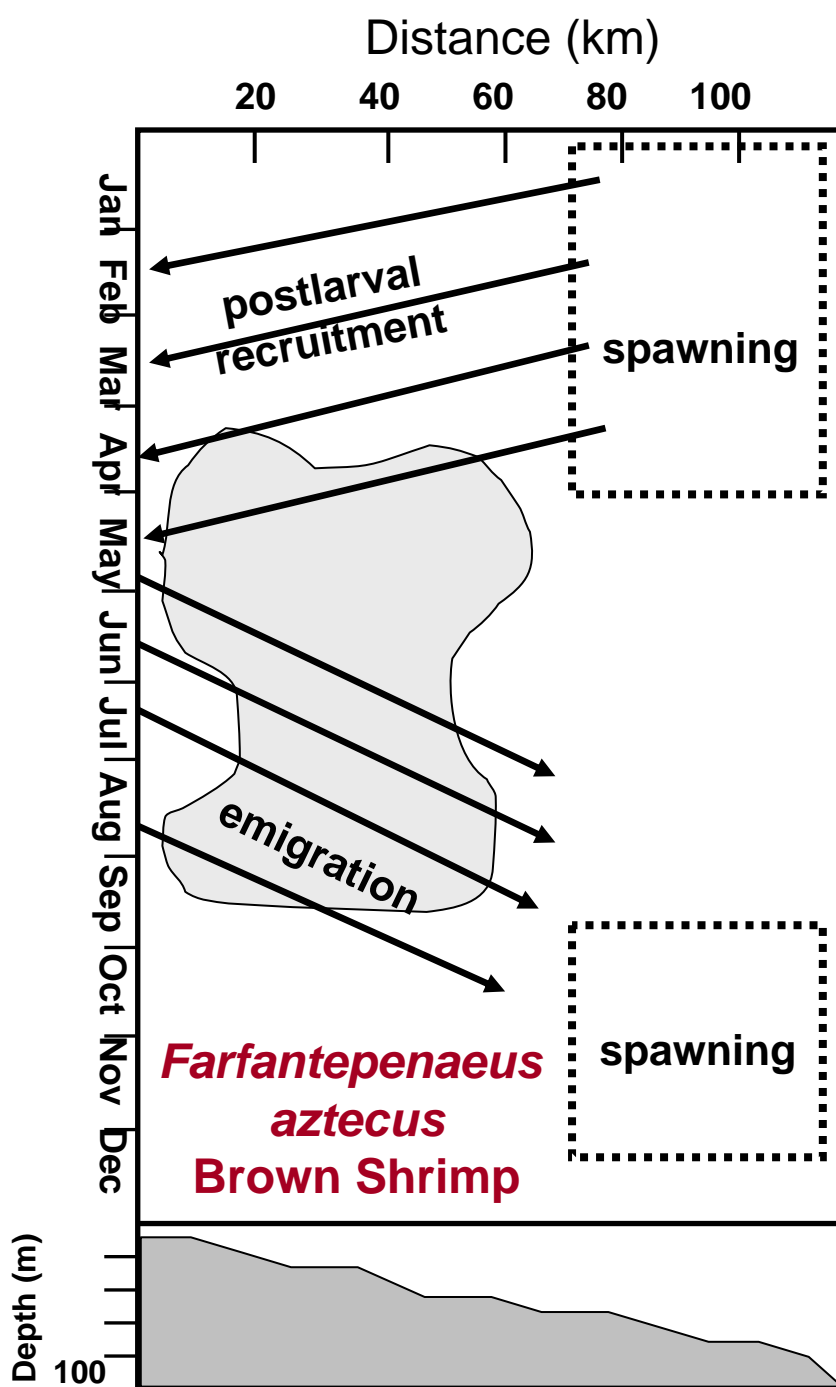 Distance (km)
20 40 60 80 100
Jan
Feb
Mar
Apr
May
Jun
Jul
Aug
Sep
Oct
Nov
Dec
postlarval
recruitment
spawning
emigration
spawning
Farfantepenaeus
aztecus
Brown Shrimp
Depth (m)
100